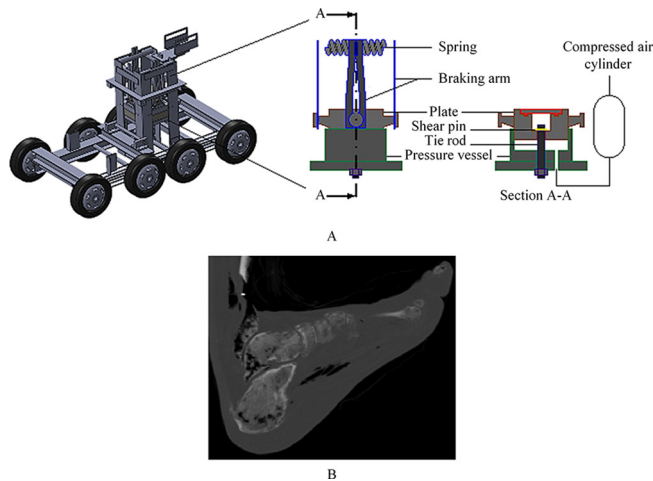 A
Spring
Compressed air
cylinder
Braking arm
Plate
Shear pin
Tie rod
Pressure vessel
A
Section A-A
A
B